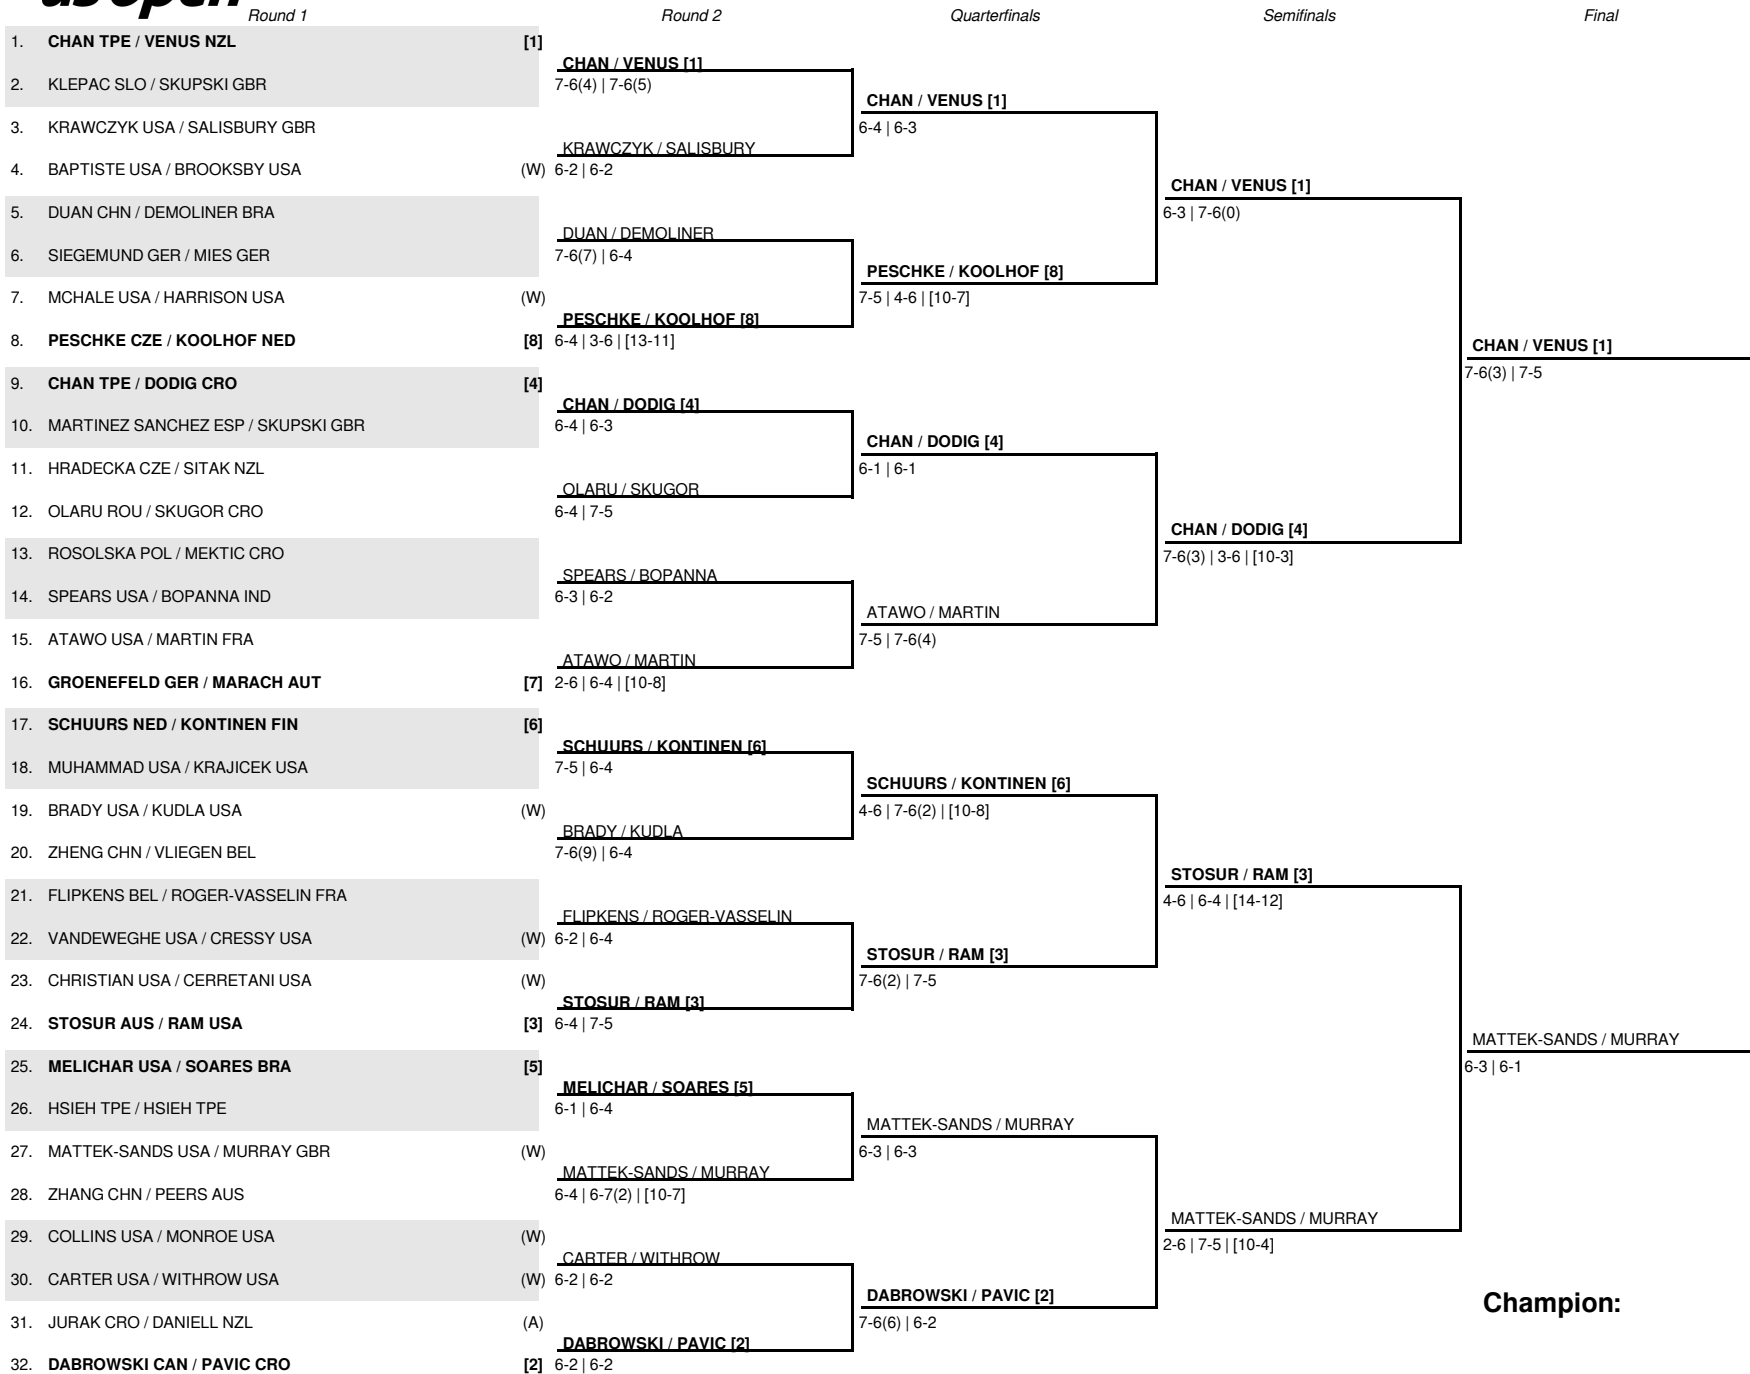 us open
Round 1 Round 2 Quarterfinals Semifinals Final
1. CHAN TPE / VENUS NZL [1]
CHAN / VENUS [1]
2. KLEPAC SLO / SKUPSKI GBR 7-6(4) | 7-6(5)
CHAN / VENUS [1]
3. KRAWCZYK USA / SALISBURY GBR 6-4 | 6-3
KRAWCZYK / SALISBURY
4. BAPTISTE USA / BROOKSBY USA (W) 6-2 | 6-2
CHAN / VENUS [1]
5. DUAN CHN / DEMOLINER BRA 6-3 | 7-6(0)
DUAN / DEMOLINER
6. SIEGEMUND GER / MIES GER 7-6(7) | 6-4
PESCHKE / KOOLHOF [8]
7. MCHALE USA / HARRISON USA (W) 7-5 | 4-6 | [10-7]
PESCHKE / KOOLHOF [8]
8. PESCHKE CZE / KOOLHOF NED [8] 6-4 | 3-6 | [13-11]
CHAN / VENUS [1]
7-6(3) | 7-5
9. CHAN TPE / DODIG CRO [4]
CHAN / DODIG [4]
10. MARTINEZ SANCHEZ ESP / SKUPSKI GBR 6-4 | 6-3
CHAN / DODIG [4]
11. HRADECKA CZE / SITAK NZL 6-1 | 6-1
OLARU / SKUGOR
12. OLARU ROU / SKUGOR CRO 6-4 | 7-5
CHAN / DODIG [4]
13. ROSOLSKA POL / MEKTIC CRO 7-6(3) | 3-6 | [10-3]
SPEARS / BOPANNA
14. SPEARS USA / BOPANNA IND 6-3 | 6-2
ATAWO / MARTIN
15. ATAWO USA / MARTIN FRA 7-5 | 7-6(4)
ATAWO / MARTIN
16. GROENEFELD GER / MARACH AUT [7] 2-6 | 6-4 | [10-8]
17. SCHUURS NED / KONTINEN FIN [6]
SCHUURS / KONTINEN [6]
18. MUHAMMAD USA / KRAJICEK USA 7-5 | 6-4
SCHUURS / KONTINEN [6]
19. BRADY USA / KUDLA USA (W) 4-6 | 7-6(2) | [10-8]
BRADY / KUDLA
20. ZHENG CHN / VLIEGEN BEL 7-6(9) | 6-4
STOSUR / RAM [3]
21. FLIPKENS BEL / ROGER-VASSELIN FRA 4-6 | 6-4 | [14-12]
FLIPKENS / ROGER-VASSELIN
22. VANDEWEGHE USA / CRESSY USA (W) 6-2 | 6-4
STOSUR / RAM [3]
23. CHRISTIAN USA / CERRETANI USA (W) 7-6(2) | 7-5
STOSUR / RAM [3]
24. STOSUR AUS / RAM USA [3] 6-4 | 7-5
MATTEK-SANDS / MURRAY
25. MELICHAR USA / SOARES BRA [5] 6-3 | 6-1
MELICHAR / SOARES [5]
26. HSIEH TPE / HSIEH TPE 6-1 | 6-4
MATTEK-SANDS / MURRAY
27. MATTEK-SANDS USA / MURRAY GBR (W) 6-3 | 6-3
MATTEK-SANDS / MURRAY
28. ZHANG CHN / PEERS AUS 6-4 | 6-7(2) | [10-7]
MATTEK-SANDS / MURRAY
29. COLLINS USA / MONROE USA (W) 2-6 | 7-5 | [10-4]
CARTER / WITHROW
30. CARTER USA / WITHROW USA (W) 6-2 | 6-2
DABROWSKI / PAVIC [2] Champion:
31. JURAK CRO / DANIELL NZL (A) 7-6(6) | 6-2
DABROWSKI / PAVIC [2]
32. DABROWSKI CAN / PAVIC CRO [2] 6-2 | 6-2